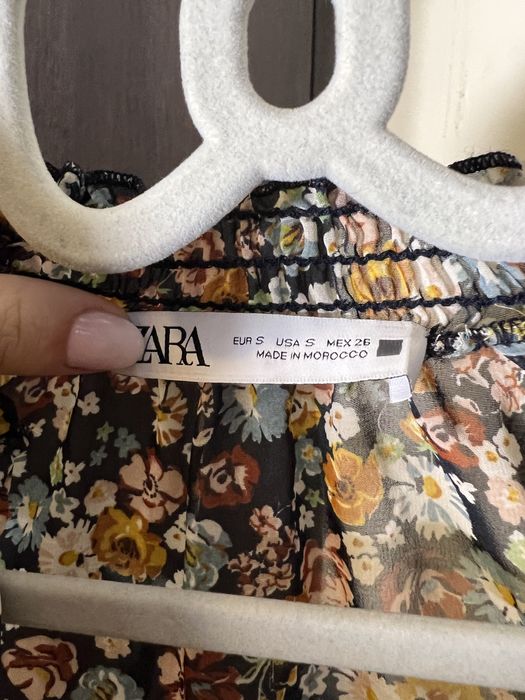 ZARA
EUR S USA S MEX 26
MADE IN MOROCCO